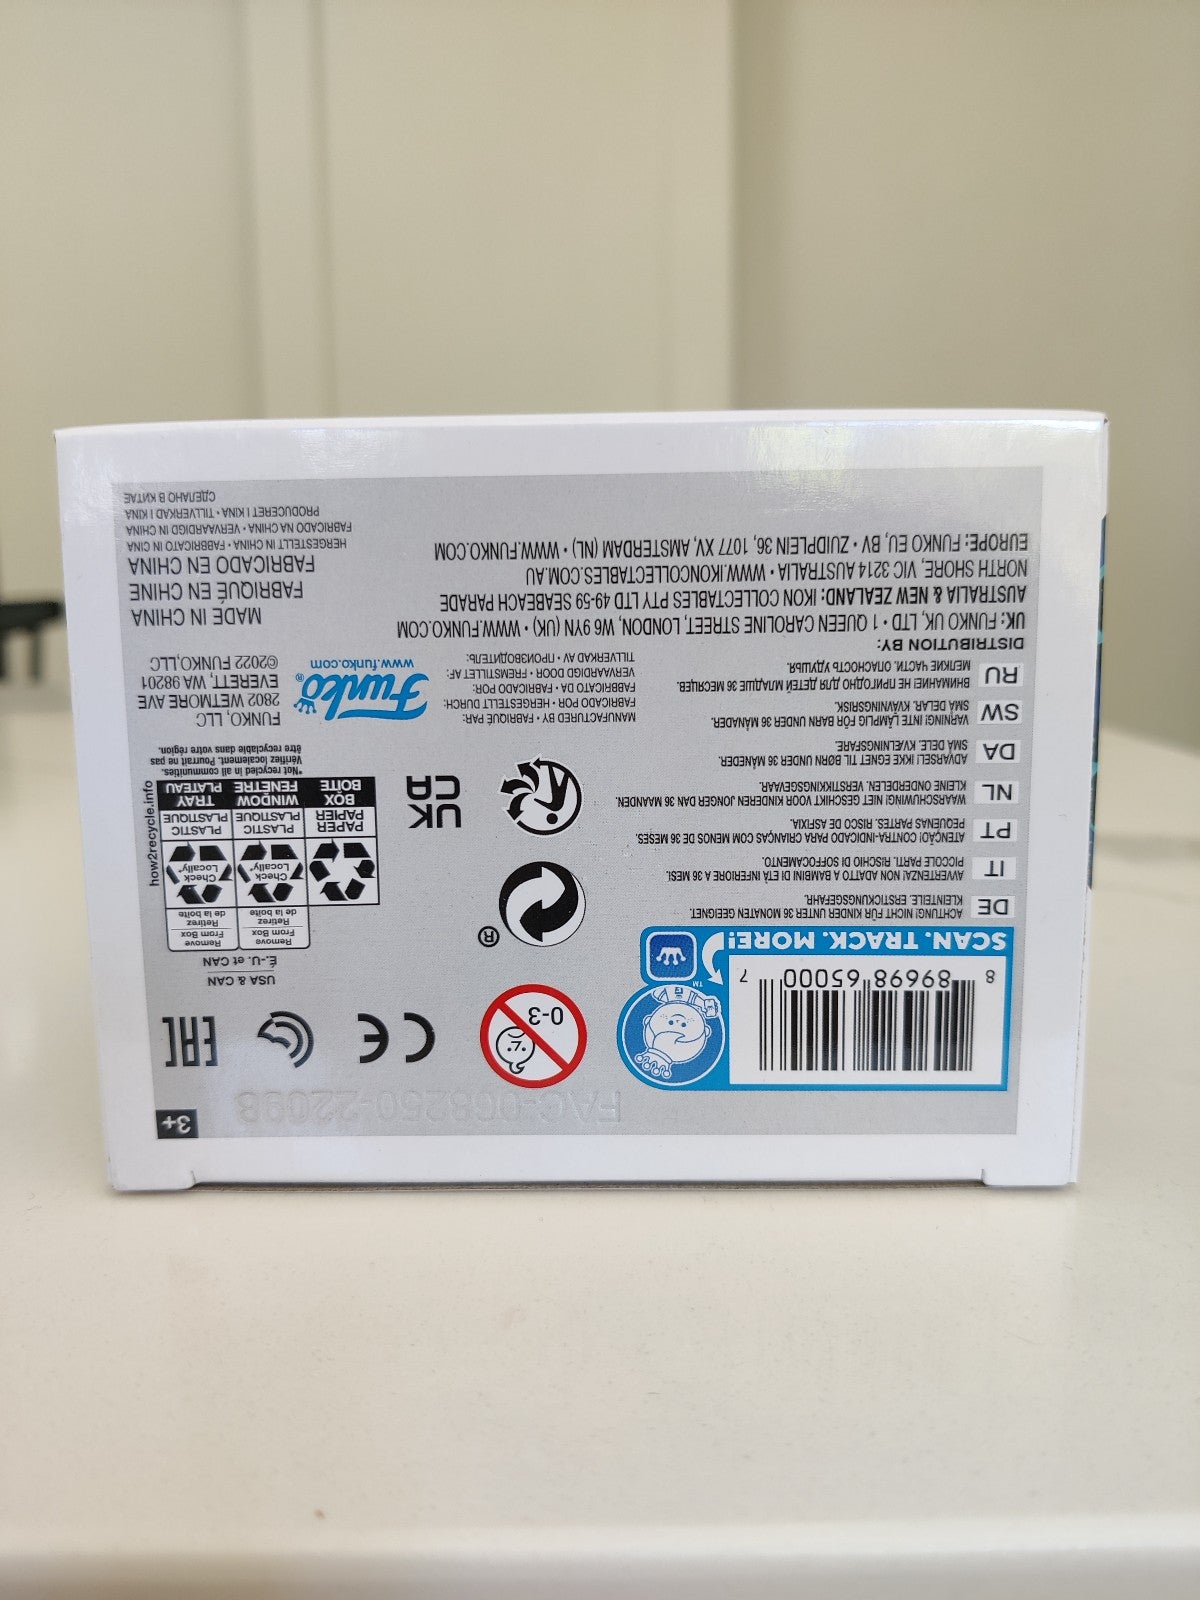 8 89698 65000 7
SCAN. TRACK. MORE!
™
0-3
CE
EAC
FAC-068250-22098
3+
DE ACHTUNG! NICHT FÜR KINDER UNTER 36 MONATEN GEEIGNET.
KLEINTEILE. ERSTICKUNGSGEFAHR.
IT AVVERTENZA! NON ADATTO A BAMBINI DI ETÀ INFERIORE A 36 MESI.
PICCOLE PARTI. RISCHIO DI SOFFOCAMENTO.
PT ATENÇÃO! CONTRA-INDICADO PARA CRIANÇAS COM MENOS DE 36 MESES.
PEQUENAS PARTES. RISCO DE ASFIXIA.
NL WAARSCHUWING! NIET GESCHIKT VOOR KINDEREN JONGER DAN 36 MAANDEN.
KLEINE ONDERDELEN. VERSTIKKINGSGEVAAR.
DA ADVARSEL! IKKE EGNET TIL BØRN UNDER 36 MÅNEDER.
SMÅ DELE. KVÆLNINGSFARE.
SW VARNING! INTE LÄMPLIG FÖR BARN UNDER 36 MÅNADER.
SMÅ DELAR. KVÄVNINGSRISK.
RU ВНИМАНИЕ! НЕ ПРИГОДНО ДЛЯ ДЕТЕЙ МЛАДШЕ 36 МЕСЯЦЕВ.
МЕЛКИЕ ЧАСТИ. ОПАСНОСТЬ УДУШЬЯ.
®
UK
CA
USA & CAN
É.-U. et CAN
Remove
From Box
Retirez
de la boîte
Remove
From Box
Retirez
de la boîte
Check
Locally*
Check
Locally*
PAPER
PAPIER
BOX
BOÎTE
PLASTIC
PLASTIQUE
WINDOW
FENÊTRE
PLASTIC
PLASTIQUE
TRAY
PLATEAU
how2recycle.info
*Not recycled in all communities.
Vérifiez localement. Pourrait ne pas
être recyclable dans votre région.
MANUFACTURED BY • FABRIQUÉ PAR:
FABRICADO POR • HERGESTELLT DURCH:
FABBRICATO DA • FABRICADO POR:
VERVAARDIGD DOOR • FREMSTILLET AF:
TILLVERKAD AV • ПРОИЗВОДИТЕЛЬ:
Funko®
www.funko.com
FUNKO, LLC
2802 WETMORE AVE
EVERETT, WA 98201
©2022 FUNKO,LLC
DISTRIBUTION BY:
UK: FUNKO UK, LTD • 1 QUEEN CAROLINE STREET, LONDON, W6 9YN (UK) • WWW.FUNKO.COM
AUSTRALIA & NEW ZEALAND: IKON COLLECTABLES PTY LTD 49-59 SEABEACH PARADE
NORTH SHORE, VIC 3214 AUSTRALIA • WWW.IKONCOLLECTABLES.COM.AU
EUROPE: FUNKO EU, BV • ZUIDPLEIN 36, 1077 XV, AMSTERDAM (NL) • WWW.FUNKO.COM
MADE IN CHINA
FABRIQUÉ EN CHINE
FABRICADO EN CHINA
HERGESTELLT IN CHINA • FABBRICATO IN CINA
FABRICADO NA CHINA • VERVAARDIGD IN CHINA
PRODUCERET I KINA • TILLVERKAD I KINA
СДЕЛАНО В КИТАЕ